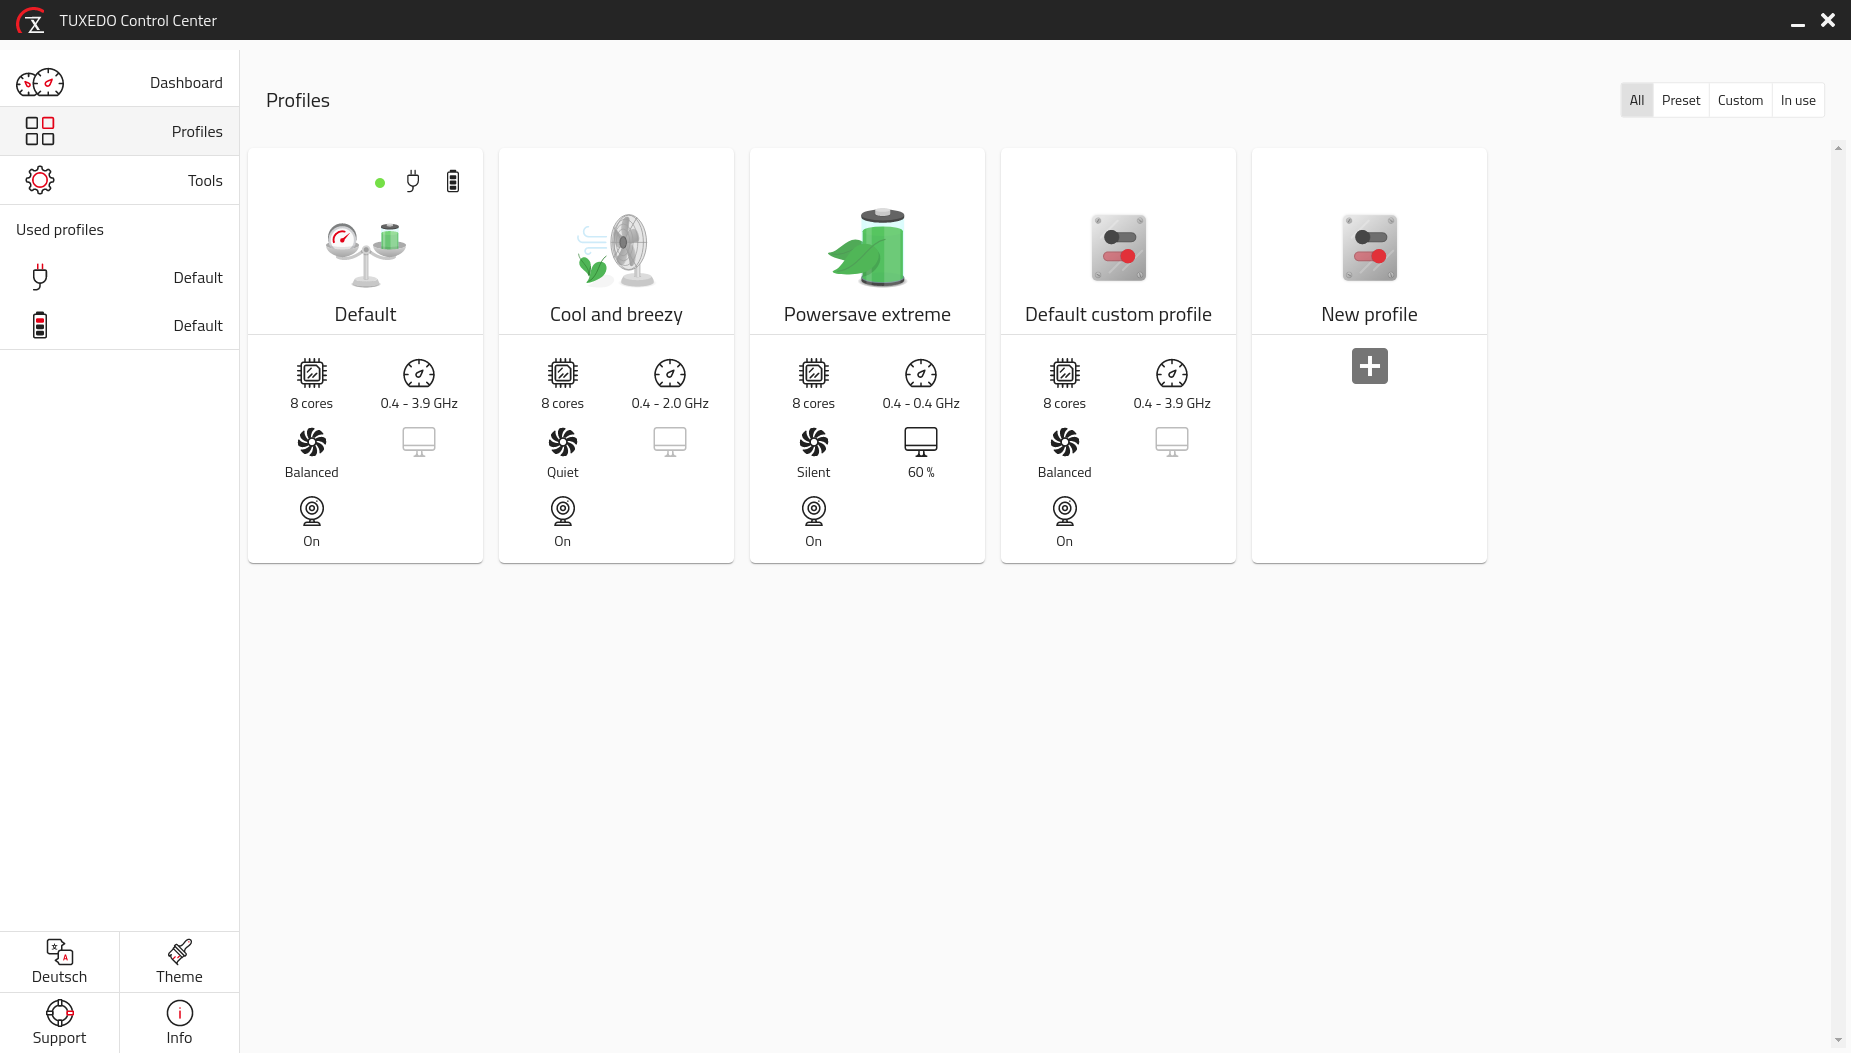 TUXEDO Control Center
Dashboard
Profiles
Tools
Used profiles
Default
Default
Deutsch
Theme
Support
Info
Profiles
All
Preset
Custom
In use
Default
8 cores
0.4 - 3.9 GHz
Balanced
On
Cool and breezy
8 cores
0.4 - 2.0 GHz
Quiet
On
Powersave extreme
8 cores
0.4 - 0.4 GHz
Silent
60 %
On
Default custom profile
8 cores
0.4 - 3.9 GHz
Balanced
On
New profile